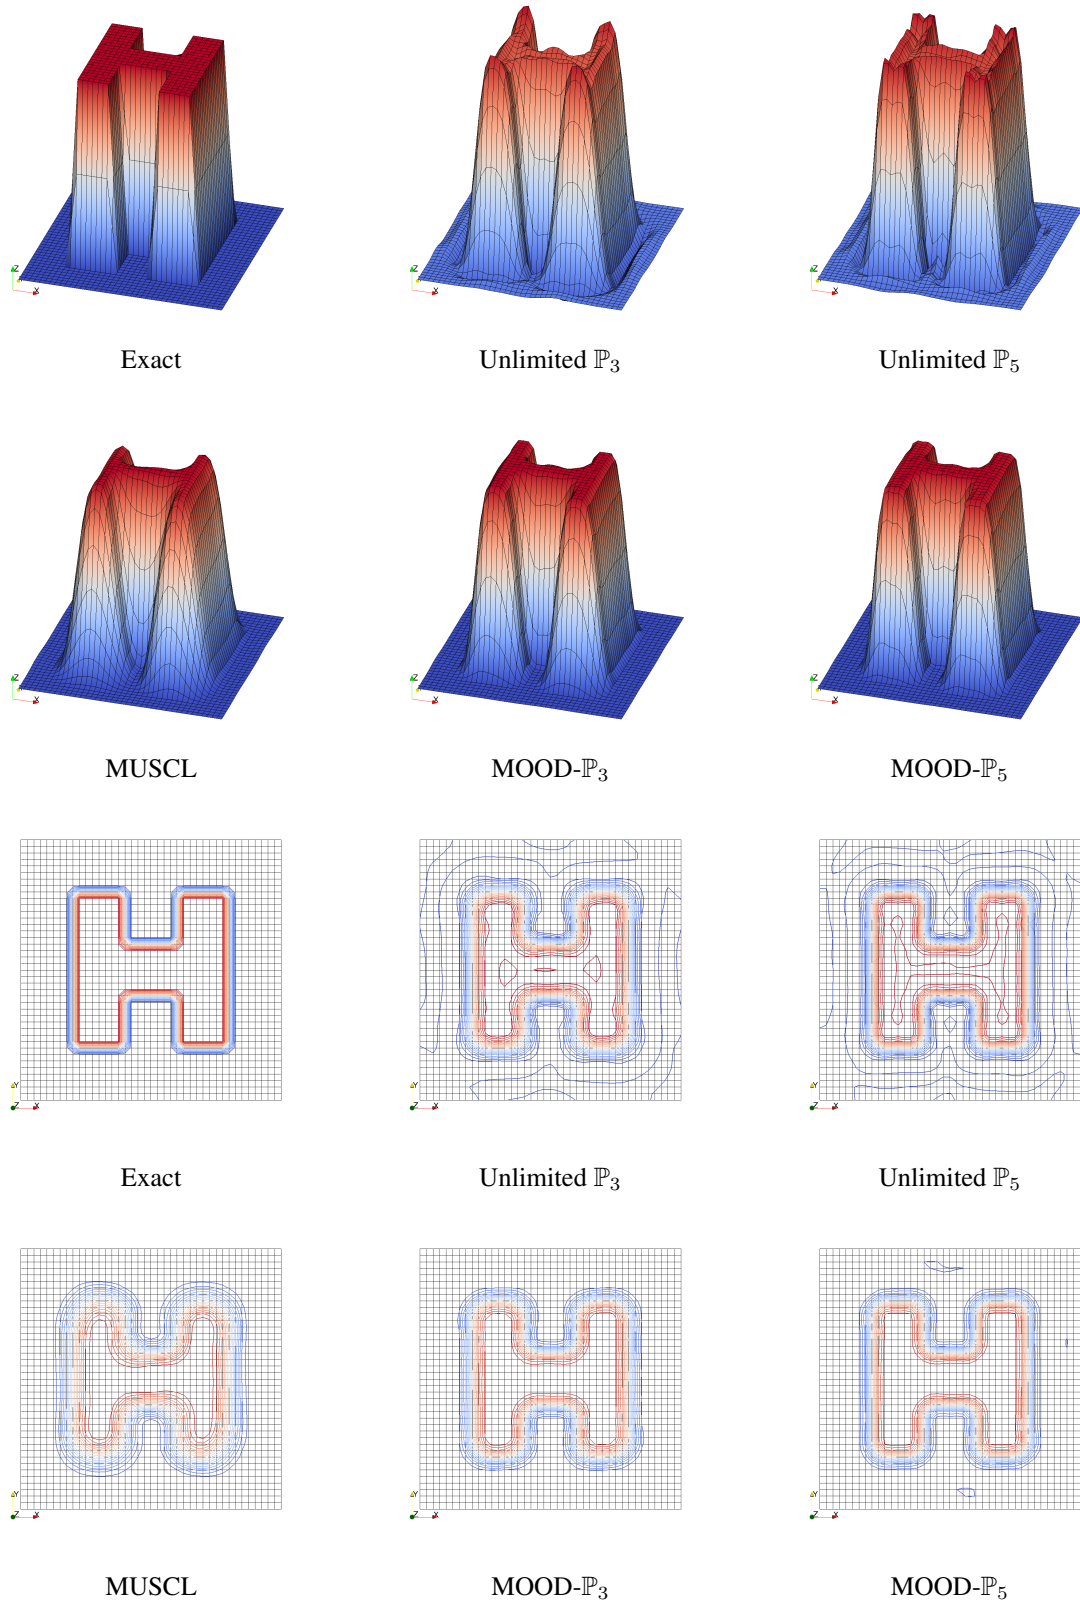 Exact
Unlimited ℙ₃
Unlimited ℙ₅
MUSCL
MOOD-ℙ₃
MOOD-ℙ₅
Exact
Unlimited ℙ₃
Unlimited ℙ₅
MUSCL
MOOD-ℙ₃
MOOD-ℙ₅